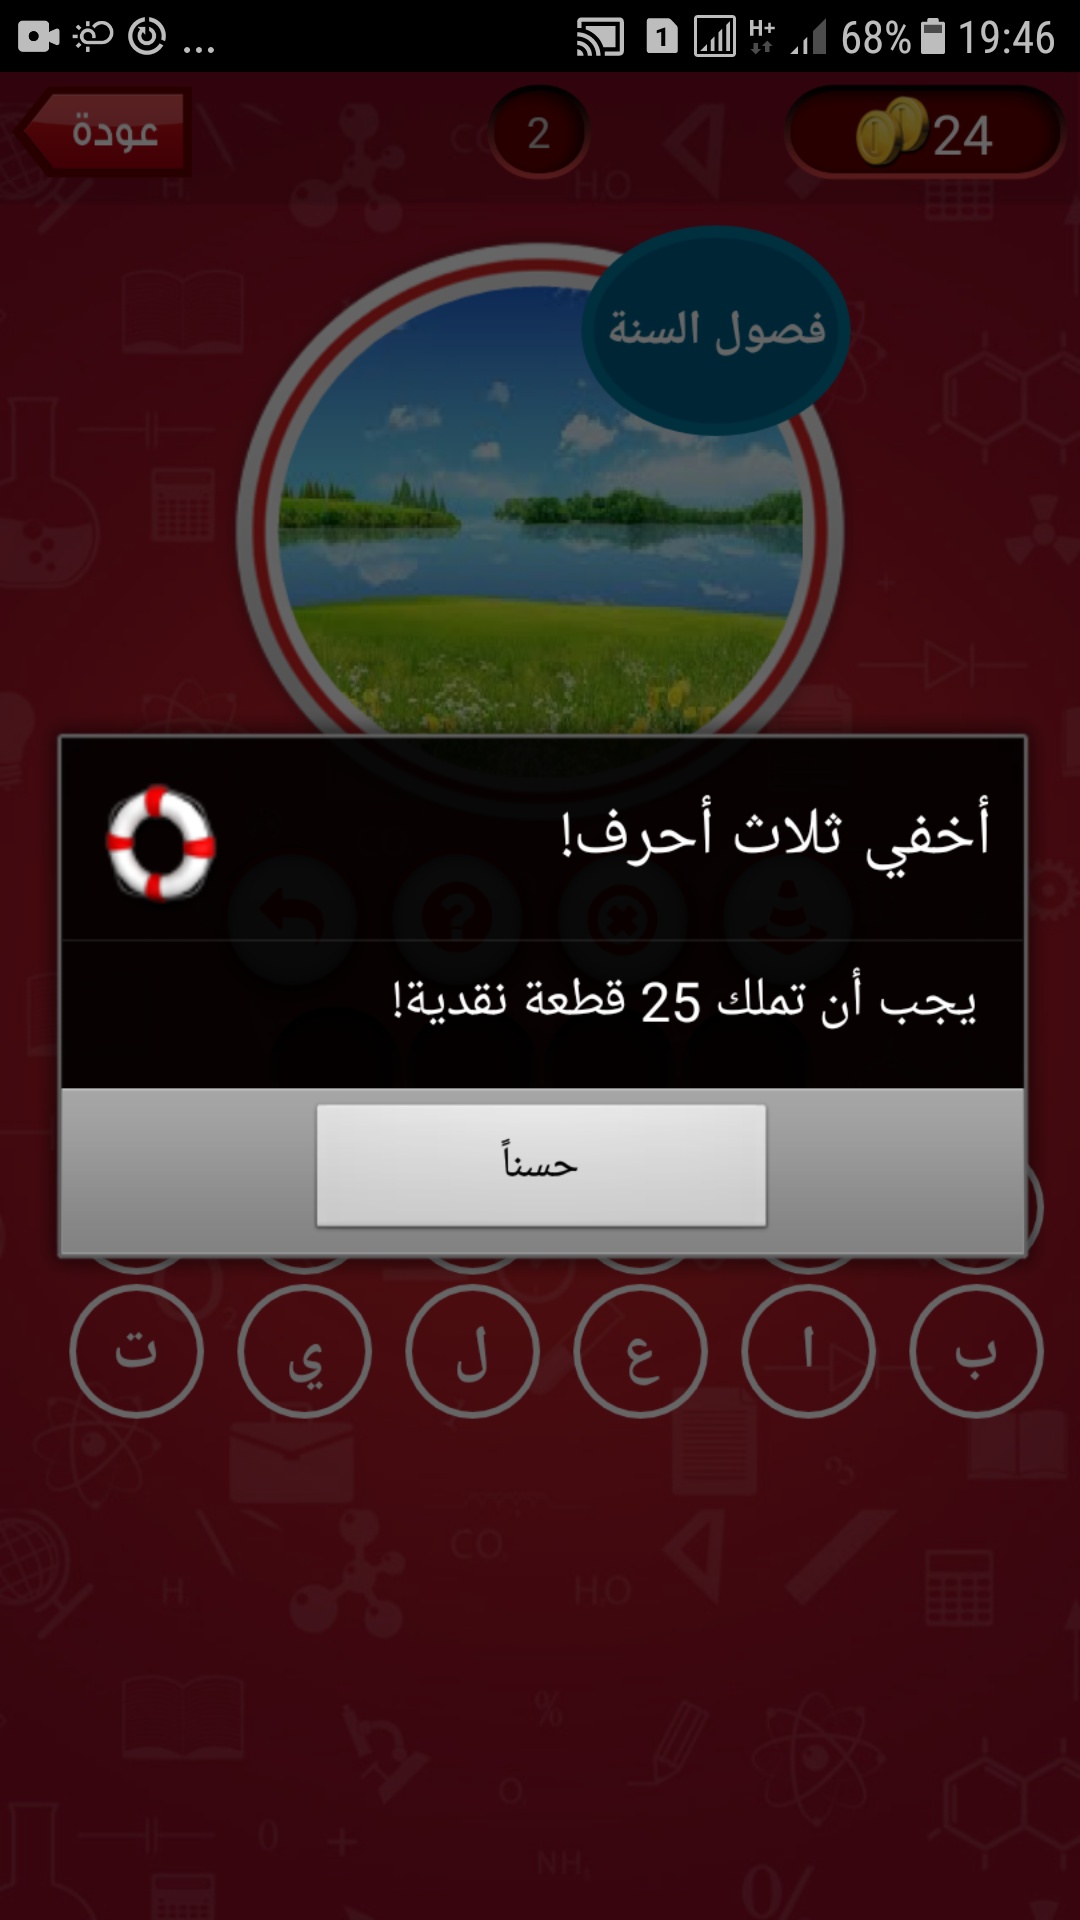 68% 19:46
عودة
2
24
فصول السنة
أخفي ثلاث أحرف!
يجب أن تملك 25 قطعة نقدية!
حسناً
ت ي ل ع ا ب